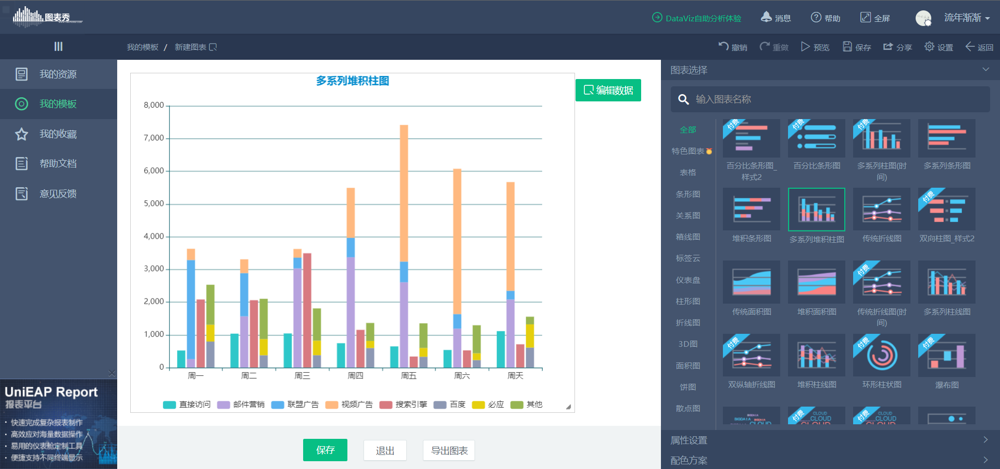 图表秀
DataViz自助分析体验
消息
帮助
全屏
流年渐渐
我的模板 / 新建图表
撤销
重做
预览
保存
分享
设置
返回
我的资源
我的模板
我的收藏
帮助文档
意见反馈
UniEAP Report
报表平台
· 快速完成复杂报表制作
· 高效应对海量数据操作
· 易用的仪表舱定制工具
· 便捷支持不同终端显示
多系列堆积柱图
编辑数据
8,000
7,000
6,000
5,000
4,000
3,000
2,000
1,000
0
周一 周二 周三 周四 周五 周六 周天
直接访问 邮件营销 联盟广告 视频广告 搜索引擎 百度 必应 其他
保存
退出
导出图表
图表选择
输入图表名称
全部
特色图表
表格
条形图
关系图
箱线图
标签云
仪表盘
柱形图
折线图
3D图
面积图
饼图
散点图
付费
付费
付费
百分比条形图_
样式2
百分比条形图
多系列柱图(时
间)
多系列条形图
付费
堆积条形图
多系列堆积柱图
传统折线图
双向柱图_样式2
付费
传统面积图
堆积面积图
传统折线图(时
间)
多系列柱线图
付费
付费
付费
双纵轴折线图
堆积柱线图
环形柱状图
瀑布图
BIGDATA
BIGDATA
CLOUD
付费
CLOUD
CLOUD
付费
CLOUD
CLOUD
属性设置
配色方案